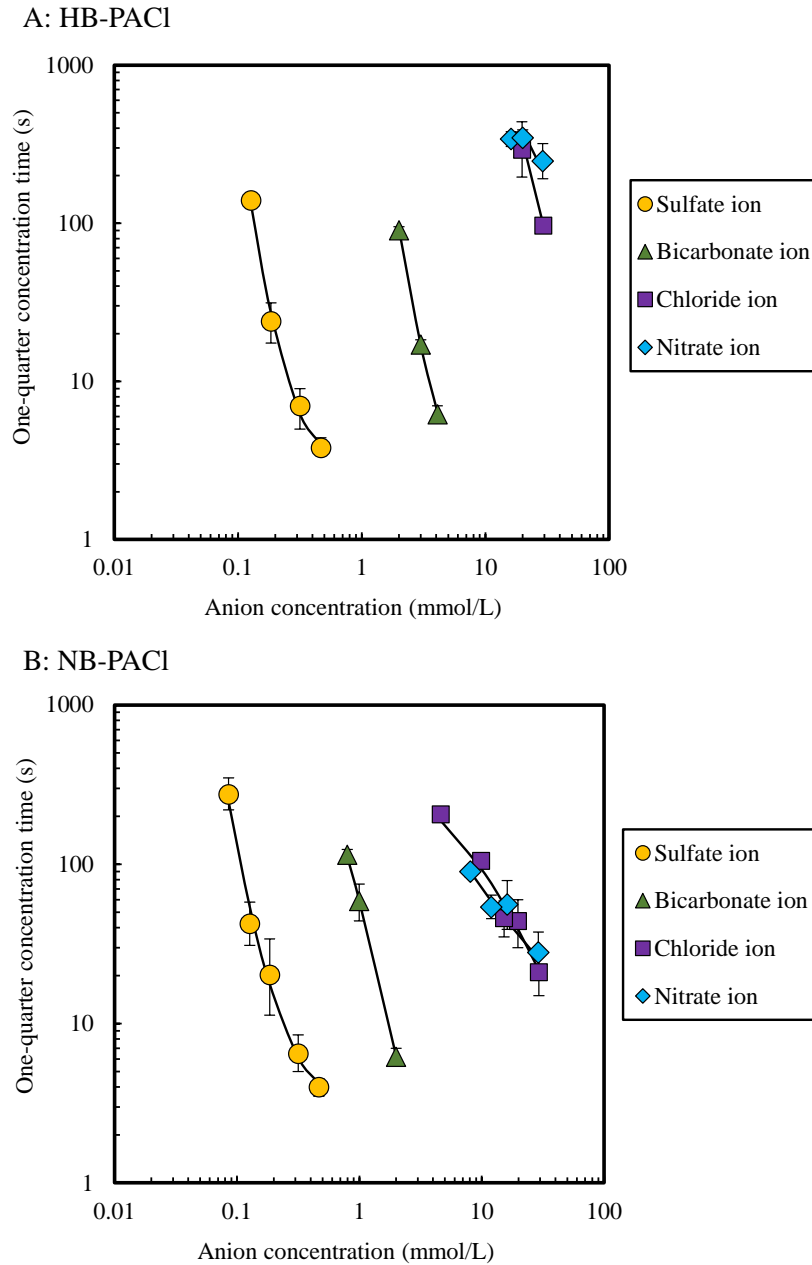 A: HB-PACl
1000
100
10
1
0.01 0.1 1 10 100
One-quarter concentration time (s)
Anion concentration (mmol/L)
Sulfate ion
Bicarbonate ion
Chloride ion
Nitrate ion
B: NB-PACl
1000
100
10
1
0.01 0.1 1 10 100
One-quarter concentration time (s)
Anion concentration (mmol/L)
Sulfate ion
Bicarbonate ion
Chloride ion
Nitrate ion